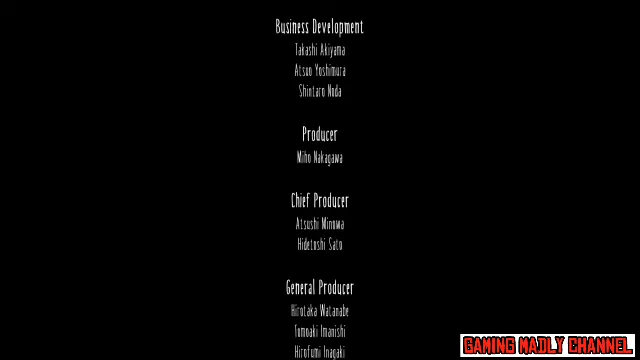 Business Development
Takashi Akiyama
Atsuo Yoshimura
Shintaro Noda
Producer
Miho Nakagawa
Chief Producer
Atsushi Minowa
Hidetoshi Sato
General Producer
Hirotaka Watanabe
Tomoaki Imanishi
Hirofumi Inagaki
GAMING MADLY CHANNEL